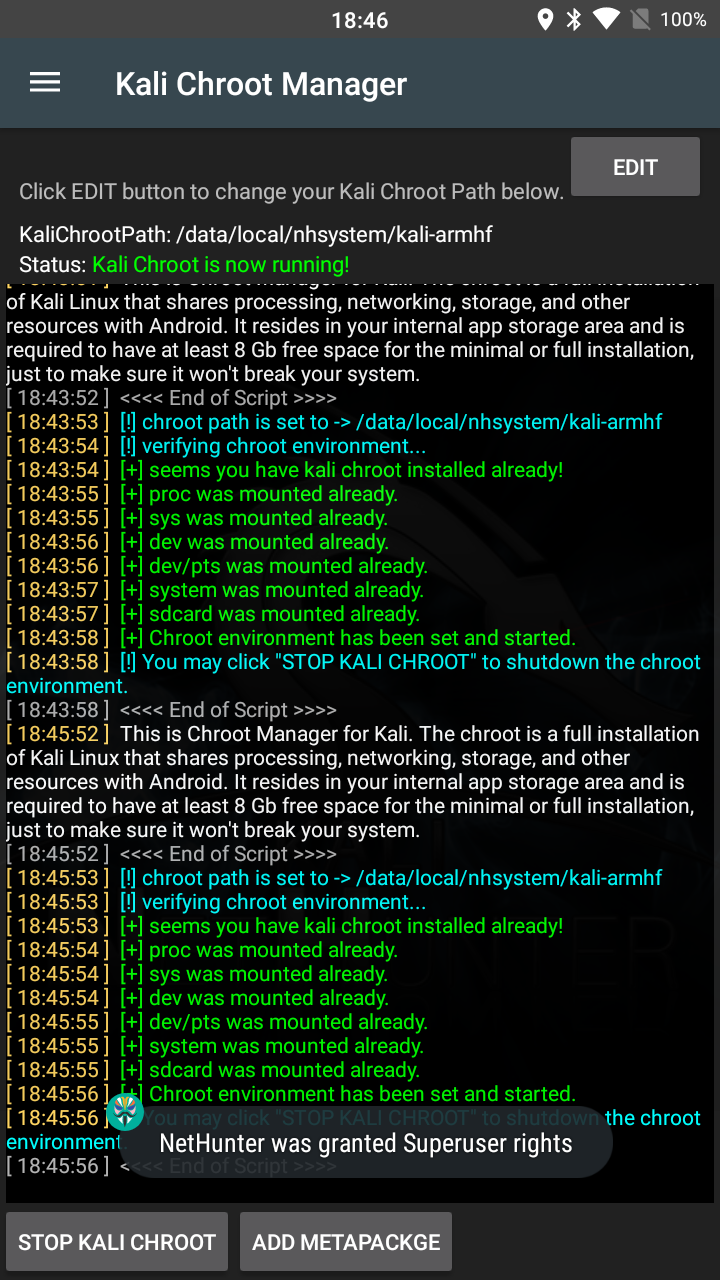 18:46
100%
Kali Chroot Manager
EDIT
Click EDIT button to change your Kali Chroot Path below.
KaliChrootPath: /data/local/nhsystem/kali-armhf
Status: Kali Chroot is now running!
This is Chroot Manager for Kali. The chroot is a full installation
of Kali Linux that shares processing, networking, storage, and other
resources with Android. It resides in your internal app storage area and is
required to have at least 8 Gb free space for the minimal or full installation,
just to make sure it won't break your system.
[ 18:43:52 ] <<<< End of Script >>>>
[ 18:43:53 ] [!] chroot path is set to -> /data/local/nhsystem/kali-armhf
[ 18:43:54 ] [!] verifying chroot environment...
[ 18:43:54 ] [+] seems you have kali chroot installed already!
[ 18:43:55 ] [+] proc was mounted already.
[ 18:43:55 ] [+] sys was mounted already.
[ 18:43:56 ] [+] dev was mounted already.
[ 18:43:56 ] [+] dev/pts was mounted already.
[ 18:43:57 ] [+] system was mounted already.
[ 18:43:57 ] [+] sdcard was mounted already.
[ 18:43:58 ] [+] Chroot environment has been set and started.
[ 18:43:58 ] [!] You may click "STOP KALI CHROOT" to shutdown the chroot
environment.
[ 18:43:58 ] <<<< End of Script >>>>
[ 18:45:52 ] This is Chroot Manager for Kali. The chroot is a full installation
of Kali Linux that shares processing, networking, storage, and other
resources with Android. It resides in your internal app storage area and is
required to have at least 8 Gb free space for the minimal or full installation,
just to make sure it won't break your system.
[ 18:45:52 ] <<<< End of Script >>>>
[ 18:45:53 ] [!] chroot path is set to -> /data/local/nhsystem/kali-armhf
[ 18:45:53 ] [!] verifying chroot environment...
[ 18:45:53 ] [+] seems you have kali chroot installed already!
[ 18:45:54 ] [+] proc was mounted already.
[ 18:45:54 ] [+] sys was mounted already.
[ 18:45:54 ] [+] dev was mounted already.
[ 18:45:55 ] [+] dev/pts was mounted already.
[ 18:45:55 ] [+] system was mounted already.
[ 18:45:55 ] [+] sdcard was mounted already.
[ 18:45:56 ] [+] Chroot environment has been set and started.
[ 18:45:56 ] You may click "STOP KALI CHROOT" to shutdown the chroot
environment
NetHunter was granted Superuser rights
[ 18:45:56 ] <<<< End of Script >>>>
STOP KALI CHROOT
ADD METAPACKGE